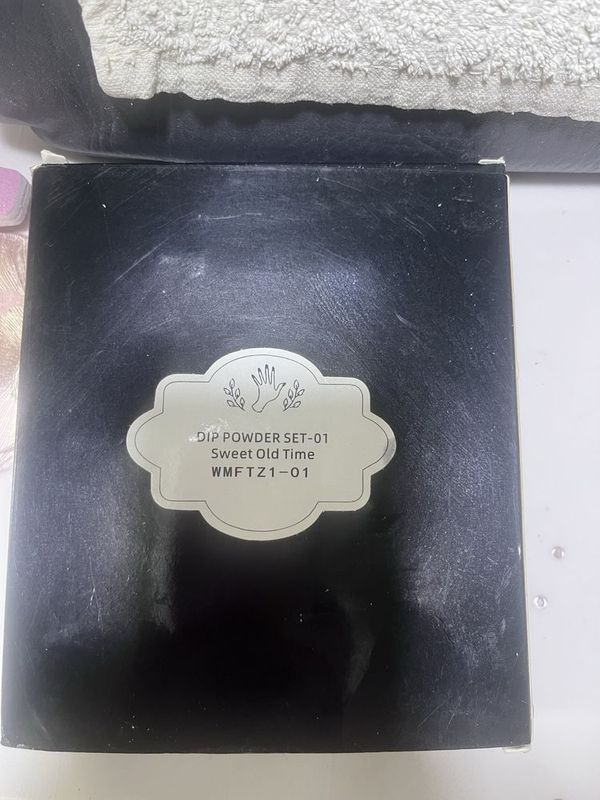 DIP POWDER SET-01
Sweet Old Time
WMFTZ1-01